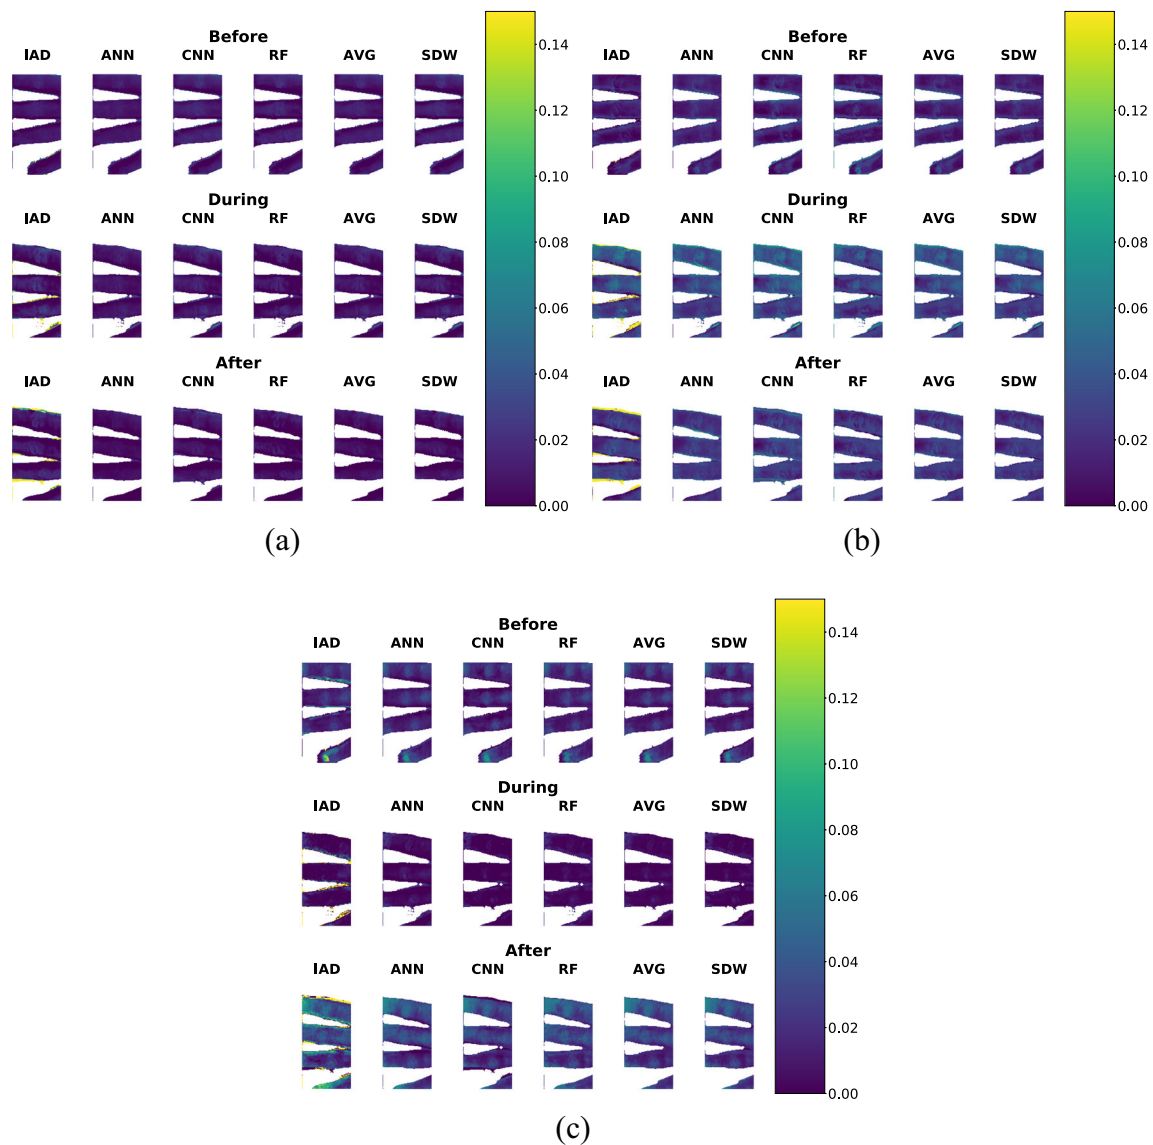 Before
IAD ANN CNN RF AVG SDW
During
IAD ANN CNN RF AVG SDW
After
IAD ANN CNN RF AVG SDW
0.14
0.12
0.10
0.08
0.06
0.04
0.02
0.00
(a)
Before
IAD ANN CNN RF AVG SDW
During
IAD ANN CNN RF AVG SDW
After
IAD ANN CNN RF AVG SDW
0.14
0.12
0.10
0.08
0.06
0.04
0.02
0.00
(b)
Before
IAD ANN CNN RF AVG SDW
During
IAD ANN CNN RF AVG SDW
After
IAD ANN CNN RF AVG SDW
0.14
0.12
0.10
0.08
0.06
0.04
0.02
0.00
(c)